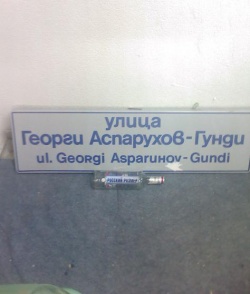 улица
Георги Аспарухов-Гунди
ul. Georgi Asparuhov - Gundi